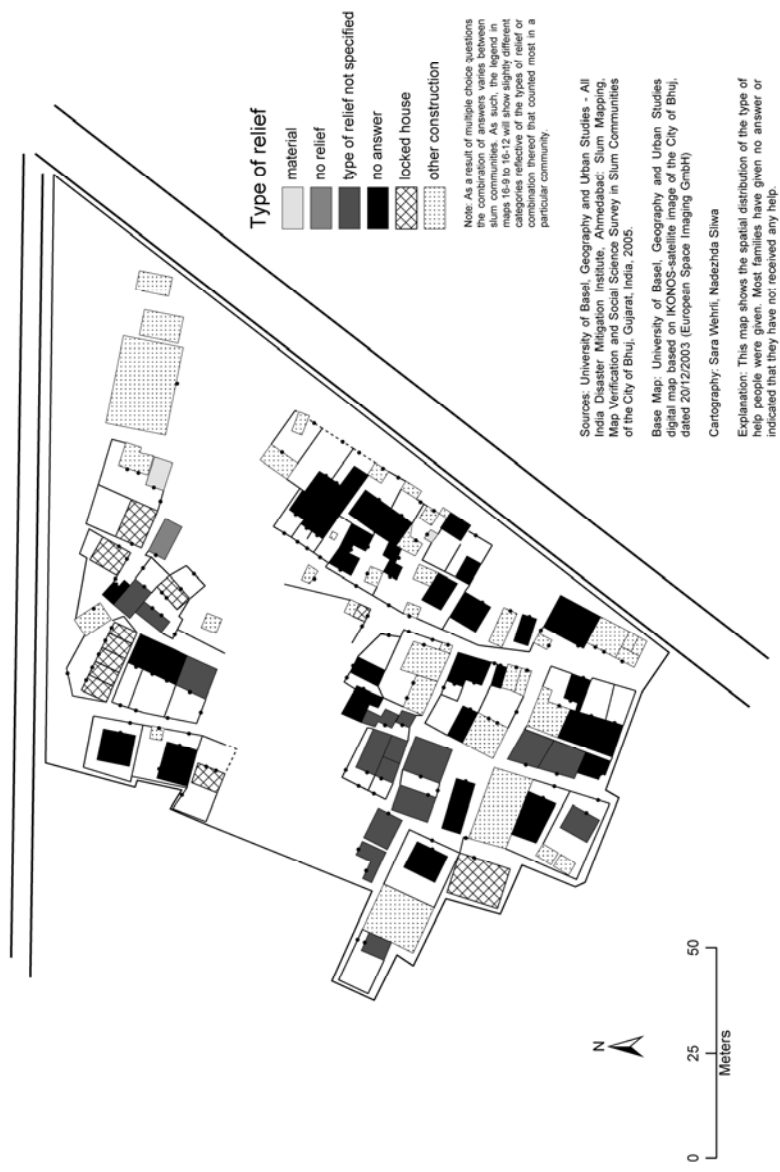 Type of relief
material
no relief
type of relief not specified
no answer
locked house
other construction
Note: As a result of multiple choice questions
the combination of answers varies between
slum communities. As such, the legend in
maps 16-9 to 16-12 will show slightly different
categories reflective of the types of relief or
combination thereof that counted most in a
particular community.
Sources: University of Basel, Geography and Urban Studies - All
India Disaster Mitigation Institute, Ahmedabac: Slum Mapping,
Map Verification and Social Science Survey in Slum Communities
of the City of Bhuj, Gujarat, India, 2005.
Base Map: University of Basel, Geography and Urban Studies
digital map based on IKONOS-satellite image of the City of Bhuj,
dated 20/12/2003 (European Space Imaging GmbH)
Cartography: Sara Wehrli, Nadezhda Sliwa
Explanation: This map shows the spatial distribution of the type of
help people were given. Most families have given no answer or
indicated that they have not received any help.
N
0 25 50
Meters